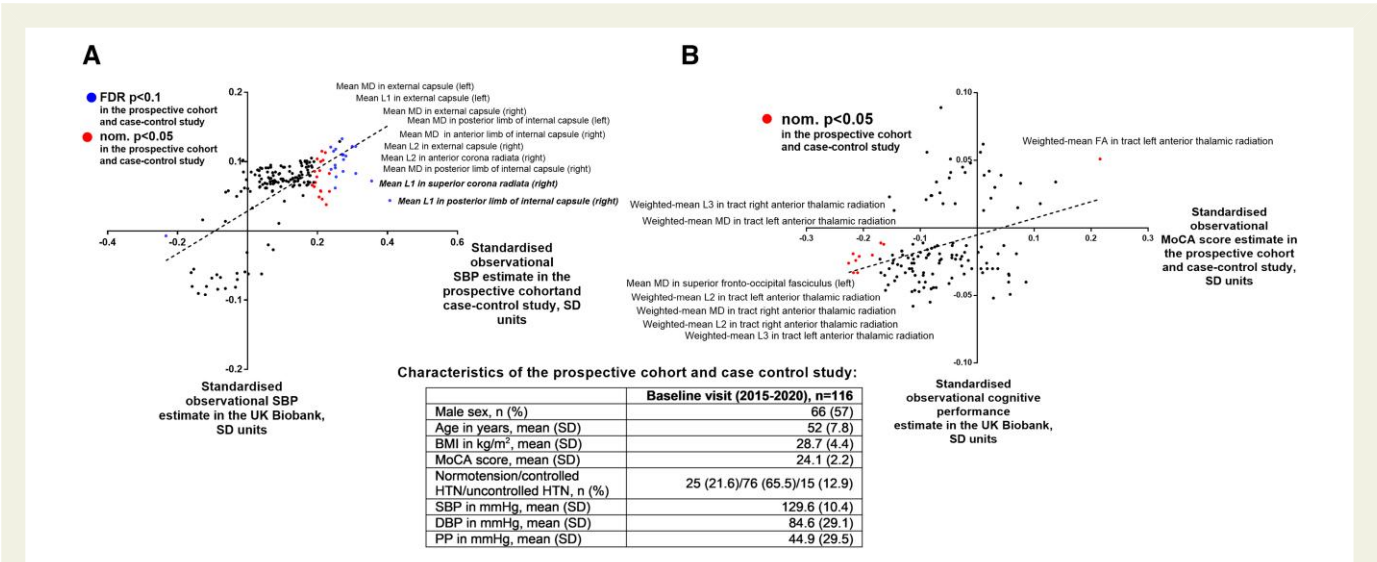 A
FDR p<0.1
in the prospective cohort
and case-control study
nom. p<0.05
in the prospective cohort
and case-control study
Mean MD in external capsule (left)
Mean L1 in external capsule (left)
Mean MD in external capsule (right)
Mean MD in posterior limb of internal capsule (left)
Mean MD in anterior limb of internal capsule (right)
Mean L2 in external capsule (right)
Mean L2 in anterior corona radiata (right)
Mean MD in posterior limb of internal capsule (right)
Mean L1 in superior corona radiata (right)
Mean L1 in posterior limb of internal capsule (right)
0.2
0.1
-0.1
-0.2
-0.4
-0.2
0.2
0.4
0.6
Standardised
observational
SBP estimate in the
prospective cohortand
case-control study, SD
units
Standardised
observational SBP
estimate in the UK Biobank,
SD units
B
nom. p<0.05
in the prospective cohort
and case-control study
Weighted-mean FA in tract left anterior thalamic radiation
Weighted-mean L3 in tract right anterior thalamic radiation
Weighted-mean MD in tract left anterior thalamic radiation
Mean MD in superior fronto-occipital fasciculus (left)
Weighted-mean L2 in tract left anterior thalamic radiation
Weighted-mean MD in tract right anterior thalamic radiation
Weighted-mean L2 in tract right anterior thalamic radiation
Weighted-mean L3 in tract left anterior thalamic radiation
0.10
0.05
-0.05
-0.10
-0.3
-0.2
-0.1
0.1
0.2
0.3
Standardised
observational
MoCA score estimate in
the prospective cohort
and case-control study,
SD units
Standardised
observational cognitive
performance
estimate in the UK Biobank,
SD units
Characteristics of the prospective cohort and case control study:
Baseline visit (2015-2020), n=116
Male sex, n (%) 66 (57)
Age in years, mean (SD) 52 (7.8)
BMI in kg/m², mean (SD) 28.7 (4.4)
MoCA score, mean (SD) 24.1 (2.2)
Normotension/controlled
HTN/uncontrolled HTN, n (%) 25 (21.6)/76 (65.5)/15 (12.9)
SBP in mmHg, mean (SD) 129.6 (10.4)
DBP in mmHg, mean (SD) 84.6 (29.1)
PP in mmHg, mean (SD) 44.9 (29.5)